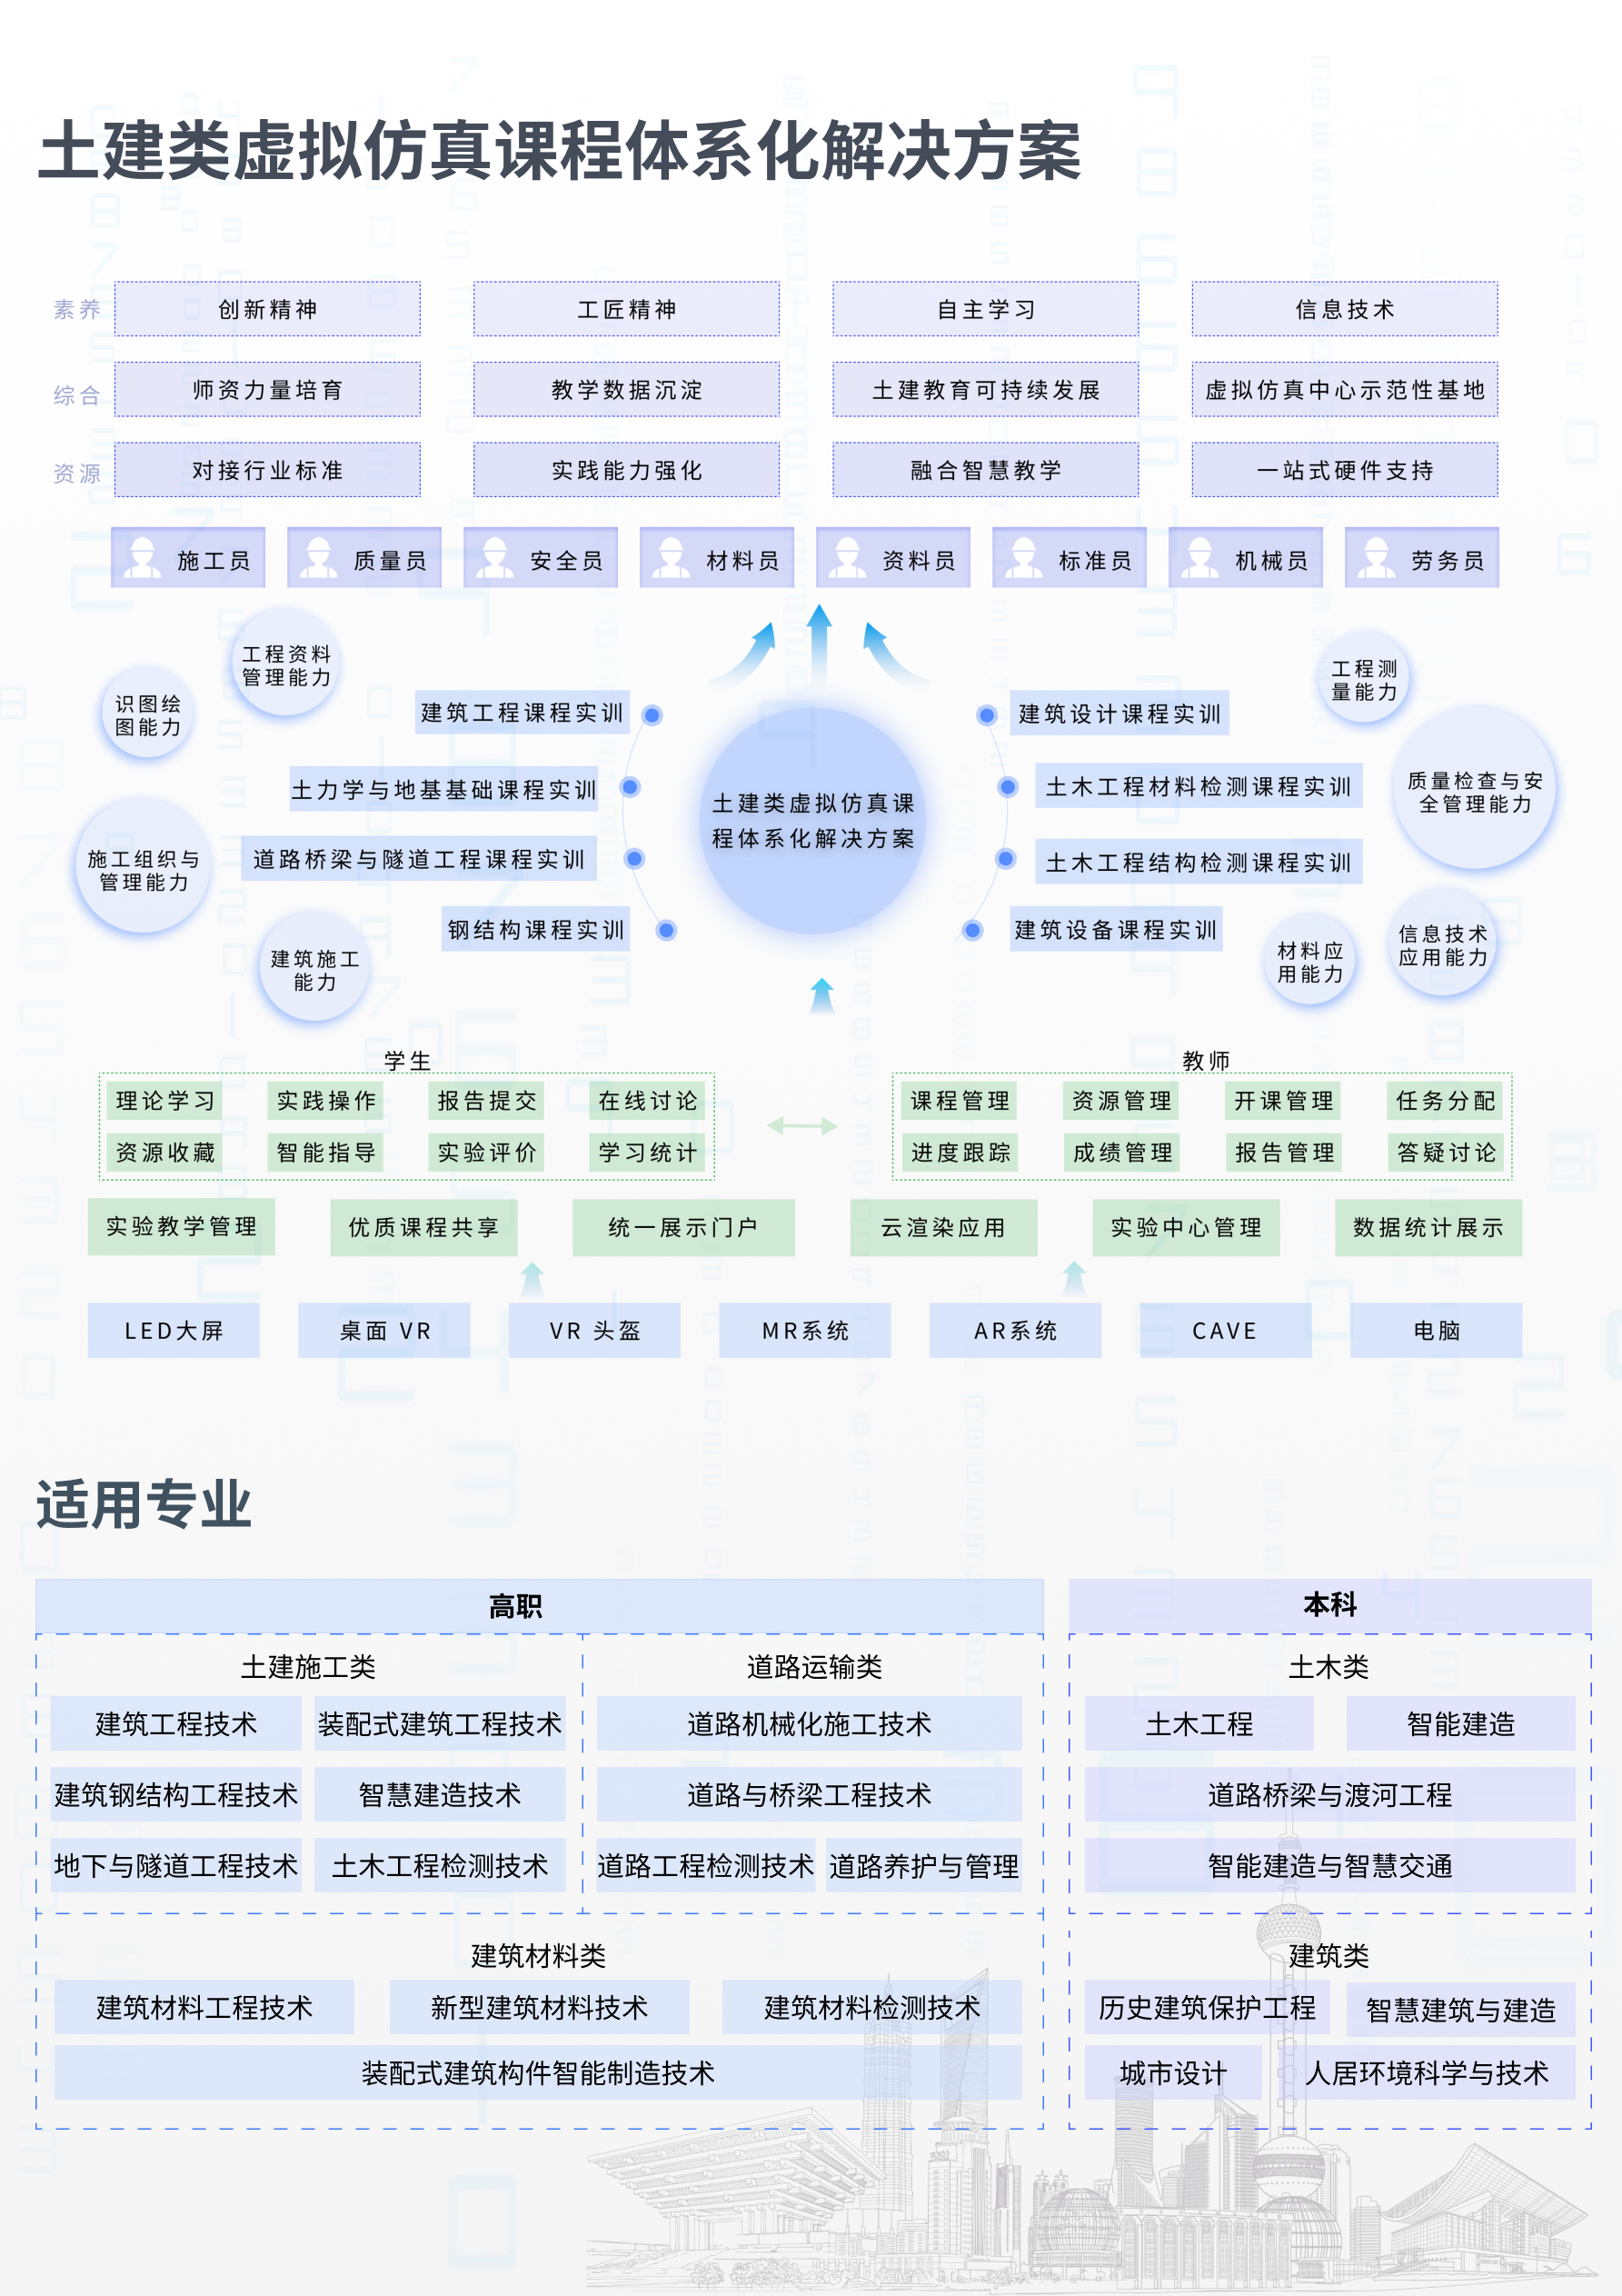 土建类虚拟仿真课程体系化解决方案
素养
创新精神
工匠精神
自主学习
信息技术
综合
师资力量培育
教学数据沉淀
土建教育可持续发展
虚拟仿真中心示范性基地
资源
对接行业标准
实践能力强化
融合智慧教学
一站式硬件支持
施工员
质量员
安全员
材料员
资料员
标准员
机械员
劳务员
工程资料
管理能力
识图绘
图能力
施工组织与
管理能力
建筑施工
能力
建筑工程课程实训
土力学与地基基础课程实训
道路桥梁与隧道工程课程实训
钢结构课程实训
土建类虚拟仿真课
程体系化解决方案
建筑设计课程实训
土木工程材料检测课程实训
土木工程结构检测课程实训
建筑设备课程实训
工程测
量能力
质量检查与安
全管理能力
信息技术
应用能力
材料应
用能力
学生
理论学习
实践操作
报告提交
在线讨论
资源收藏
智能指导
实验评价
学习统计
教师
课程管理
资源管理
开课管理
任务分配
进度跟踪
成绩管理
报告管理
答疑讨论
实验教学管理
优质课程共享
统一展示门户
云渲染应用
实验中心管理
数据统计展示
LED大屏
桌面 VR
VR 头盔
MR系统
AR系统
CAVE
电脑
适用专业
高职
土建施工类
建筑工程技术
装配式建筑工程技术
建筑钢结构工程技术
智慧建造技术
地下与隧道工程技术
土木工程检测技术
道路运输类
道路机械化施工技术
道路与桥梁工程技术
道路工程检测技术
道路养护与管理
建筑材料类
建筑材料工程技术
新型建筑材料技术
建筑材料检测技术
装配式建筑构件智能制造技术
本科
土木类
土木工程
智能建造
道路桥梁与渡河工程
智能建造与智慧交通
建筑类
历史建筑保护工程
智慧建筑与建造
城市设计
人居环境科学与技术